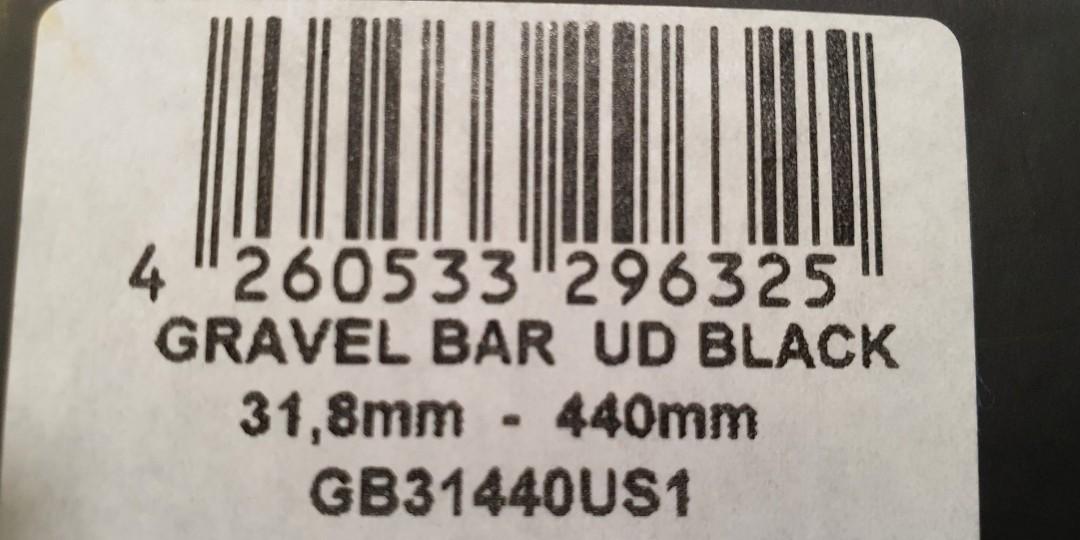 4 260533 296325
GRAVEL BAR UD BLACK
31,8mm - 440mm
GB31440US1